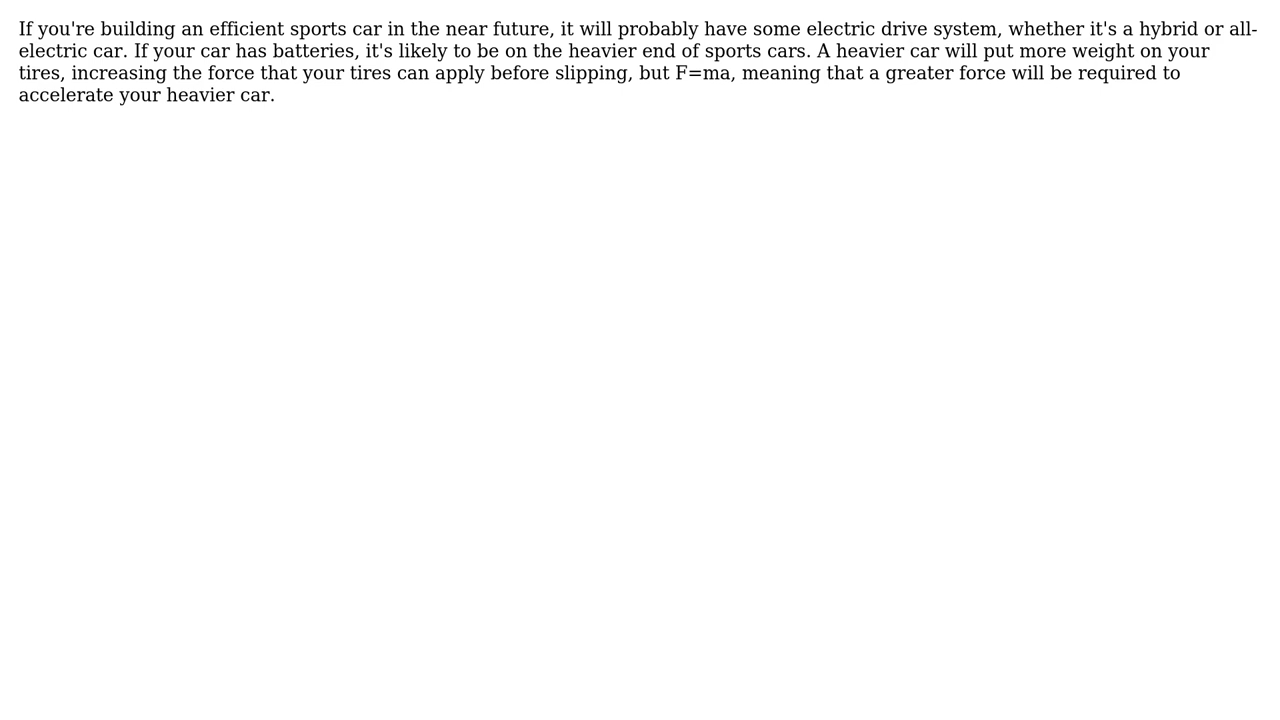 If you're building an efficient sports car in the near future, it will probably have some electric drive system, whether it's a hybrid or all-
electric car. If your car has batteries, it's likely to be on the heavier end of sports cars. A heavier car will put more weight on your
tires, increasing the force that your tires can apply before slipping, but F=ma, meaning that a greater force will be required to
accelerate your heavier car.